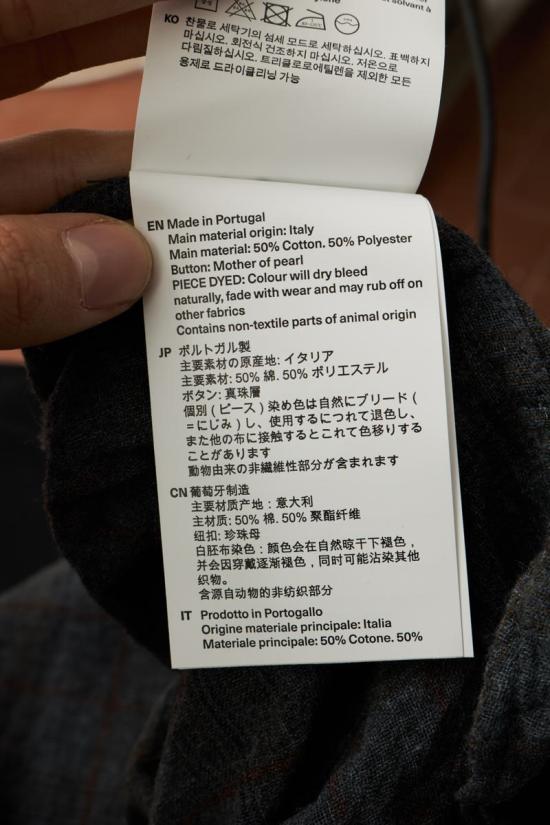 solvant à
KO 찬물로 세탁기의 섬세 모드로 세탁하십시오. 표백하지
마십시오. 회전식 건조하지 마십시오. 저온으로
다림질하십시오. 트리클로로에틸렌을 제외한 모든
용제로 드라이클리닝 가능
EN Made in Portugal
Main material origin: Italy
Main material: 50% Cotton. 50% Polyester
Button: Mother of pearl
PIECE DYED: Colour will dry bleed
naturally, fade with wear and may rub off on
other fabrics
Contains non-textile parts of animal origin
JP ポルトガル製
主要素材の原産地: イタリア
主要素材: 50% 綿. 50% ポリエステル
ボタン: 真珠層
個別 ( ピース ) 染め色は自然にブリード (
= にじみ ) し、使用するにつれて退色し、
また他の布に接触するとこれて色移りする
ことがあります
動物由来の非繊維性部分が含まれます
CN 葡萄牙制造
主要材质产地：意大利
主材质: 50% 棉. 50% 聚酯纤维
纽扣: 珍珠母
白胚布染色：颜色会在自然晾干下褪色，
并会因穿戴逐渐褪色，同时可能沾染其他
织物。
含源自动物的非纺织部分
IT Prodotto in Portogallo
Origine materiale principale: Italia
Materiale principale: 50% Cotone. 50%